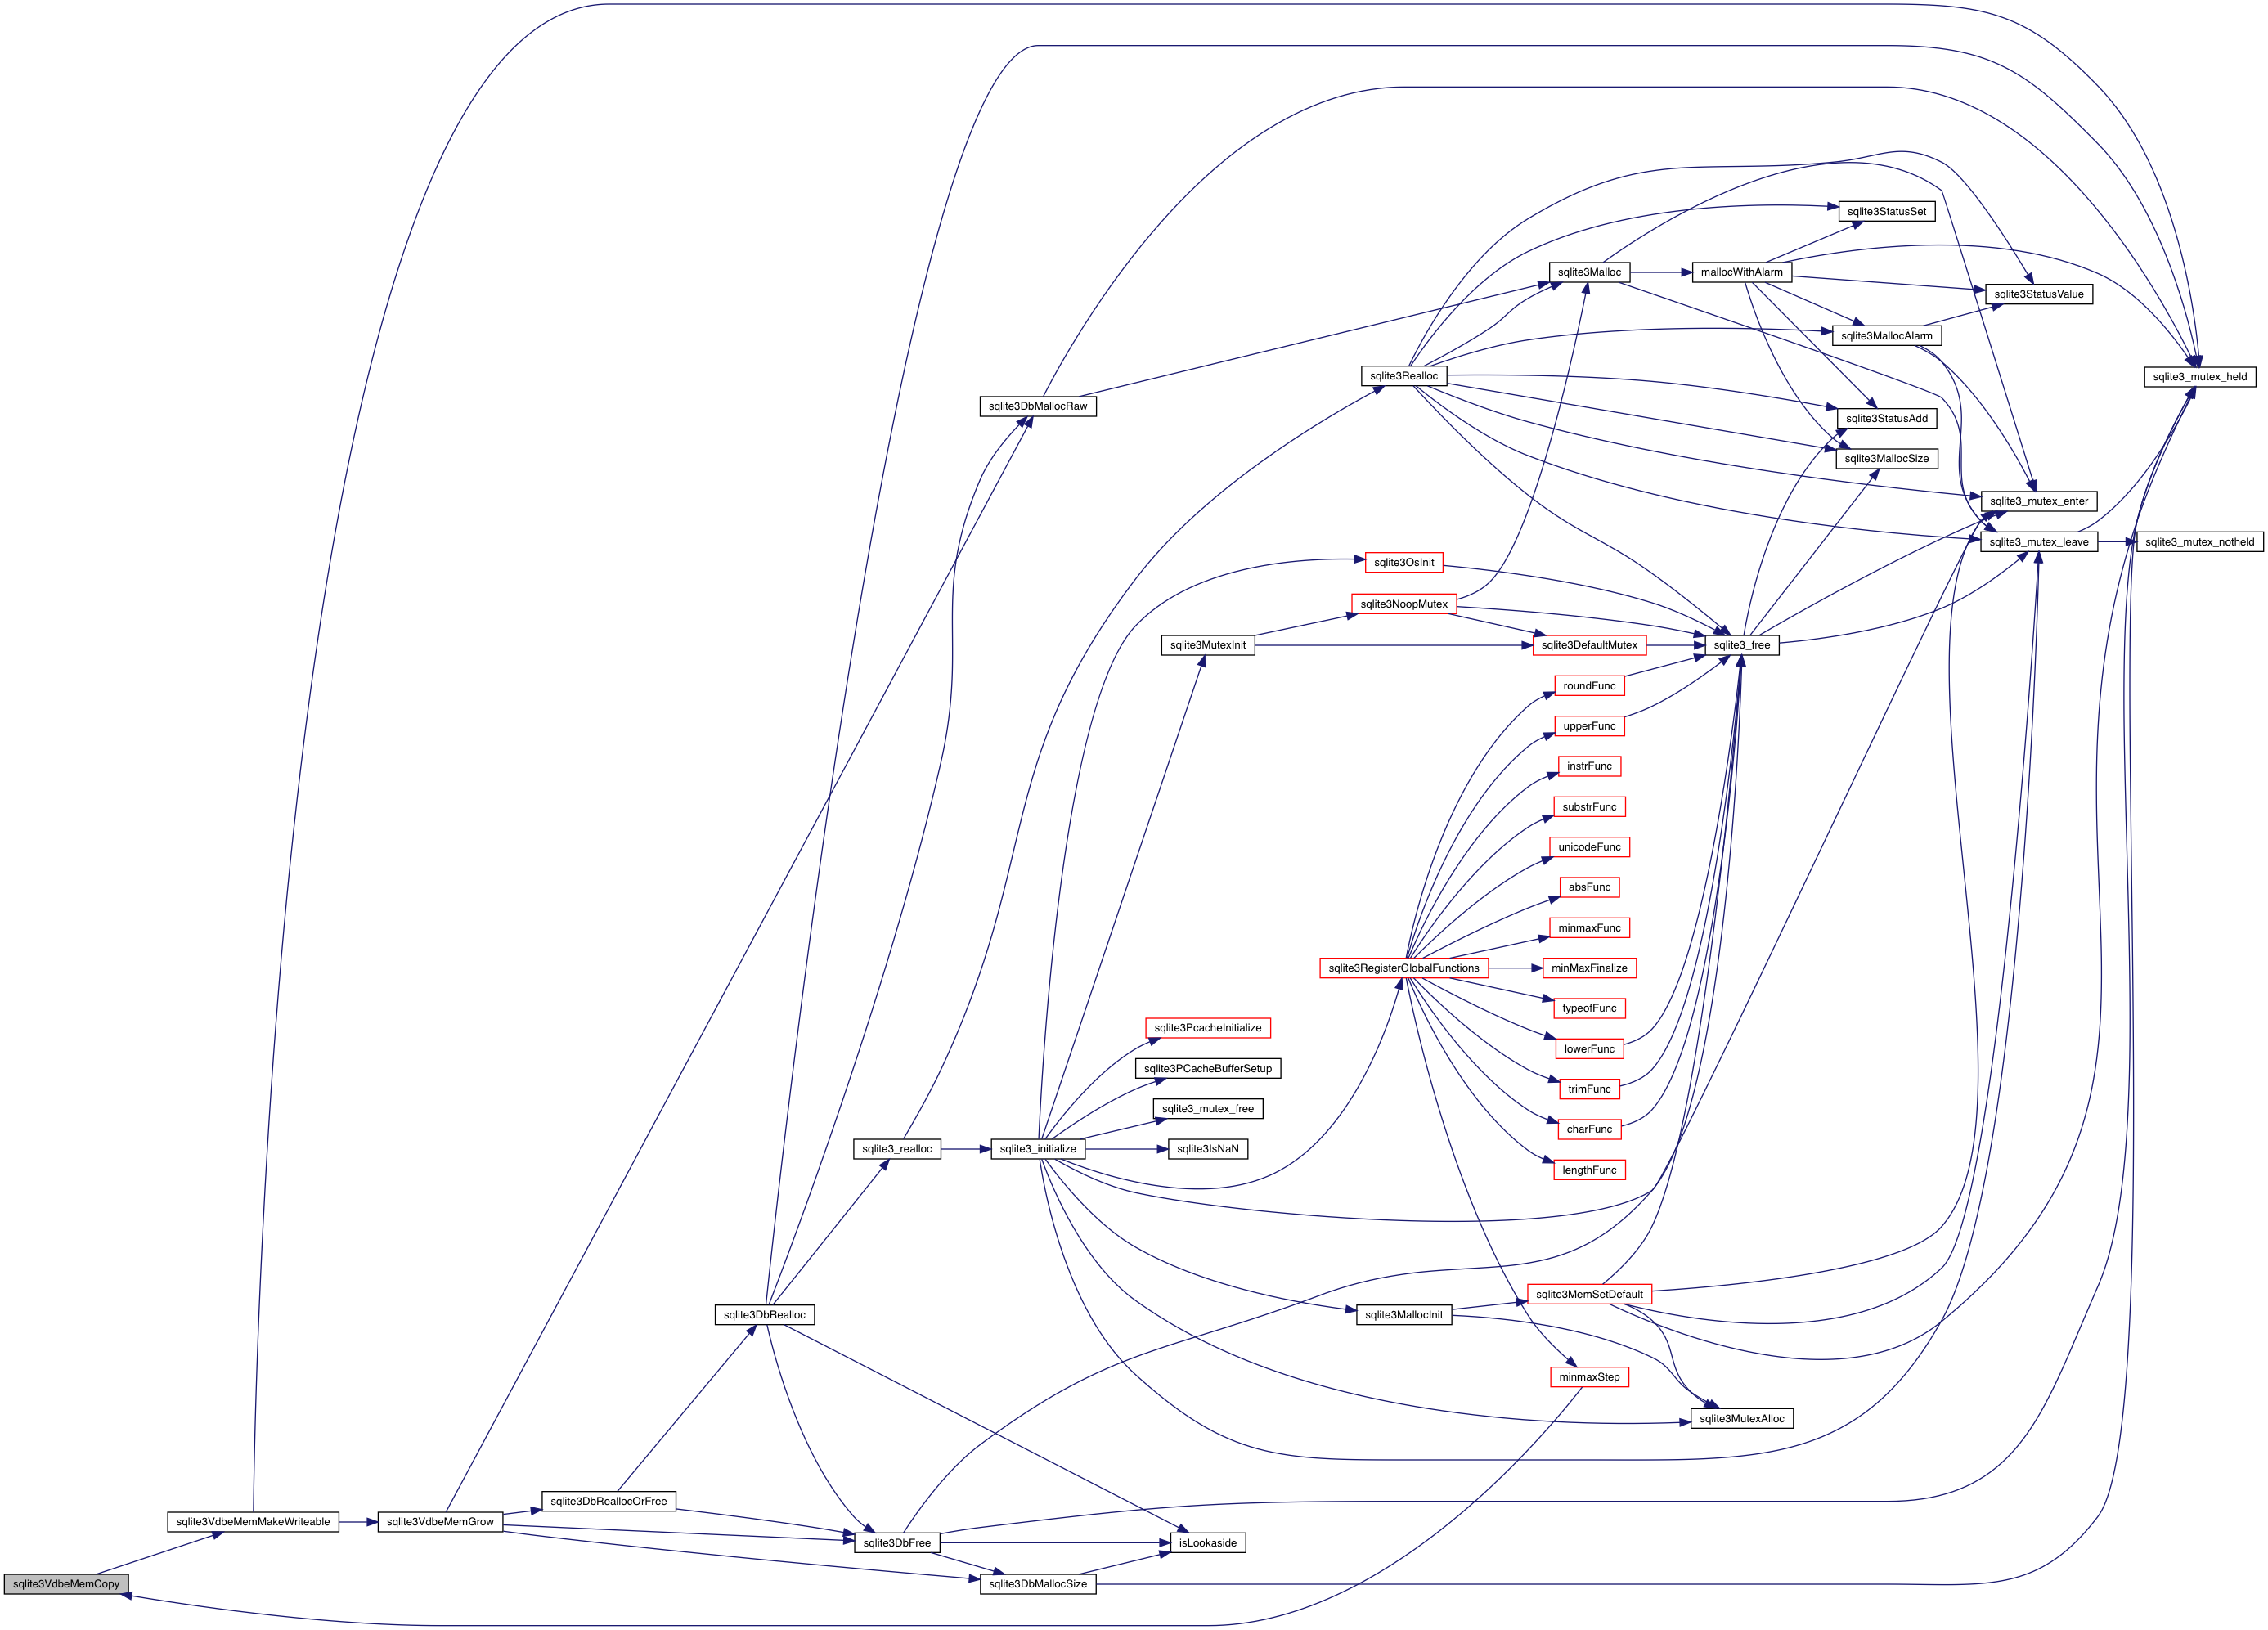 sqlite3StatusSet
sqlite3Malloc
mallocWithAlarm
sqlite3StatusValue
sqlite3MallocAlarm
sqlite3Realloc
sqlite3_mutex_held
sqlite3DbMallocRaw
sqlite3StatusAdd
sqlite3MallocSize
sqlite3_mutex_enter
sqlite3_mutex_leave
sqlite3_mutex_notheld
sqlite3OsInit
sqlite3NoopMutex
sqlite3MutexInit
sqlite3DefaultMutex
sqlite3_free
roundFunc
upperFunc
instrFunc
substrFunc
unicodeFunc
absFunc
minmaxFunc
sqlite3RegisterGlobalFunctions
minMaxFinalize
typeofFunc
sqlite3PcacheInitialize
lowerFunc
sqlite3PCacheBufferSetup
trimFunc
sqlite3_mutex_free
charFunc
sqlite3_realloc
sqlite3_initialize
sqlite3IsNaN
lengthFunc
sqlite3MemSetDefault
sqlite3DbRealloc
sqlite3MallocInit
minmaxStep
sqlite3MutexAlloc
sqlite3DbReallocOrFree
sqlite3VdbeMemMakeWriteable
sqlite3VdbeMemGrow
sqlite3DbFree
isLookaside
sqlite3VdbeMemCopy
sqlite3DbMallocSize